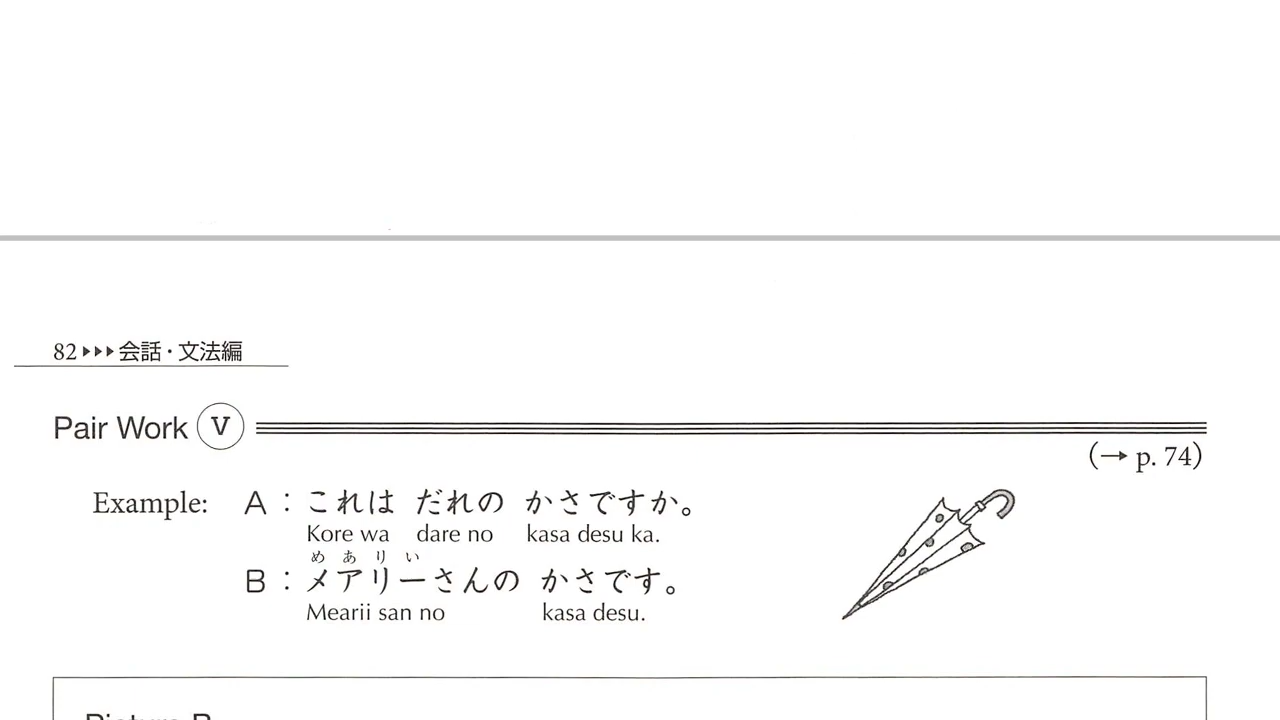 82▶▶▶会話・文法編
Pair Work Ⅴ
(→ p. 74)
Example: A：これは だれの かさですか。
Kore wa dare no kasa desu ka.
めありい
B：メアリーさんの かさです。
Mearii san no kasa desu.
Picture B